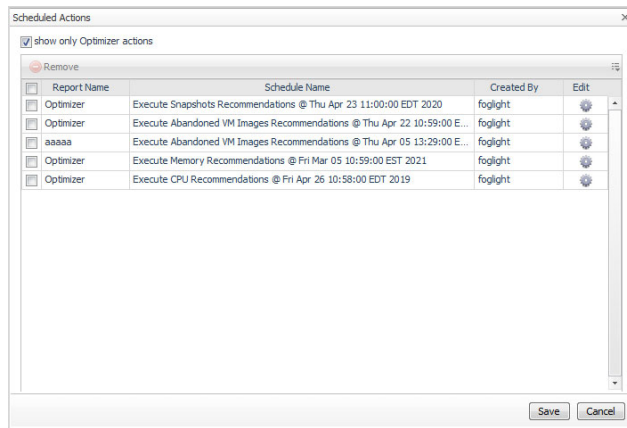 Scheduled Actions
show only Optimizer actions
Remove
Report Name Schedule Name Created By Edit
Optimizer Execute Snapshots Recommendations @ Thu Apr 23 11:00:00 EDT 2020 foglight
Optimizer Execute Abandoned VM Images Recommendations @ Thu Apr 22 10:59:00 E... foglight
aaaaa Execute Abandoned VM Images Recommendations @ Thu Apr 05 13:29:00 E... foglight
Optimizer Execute Memory Recommendations @ Fri Mar 05 10:59:00 EST 2021 foglight
Optimizer Execute CPU Recommendations @ Fri Apr 26 10:58:00 EDT 2019 foglight
Save Cancel